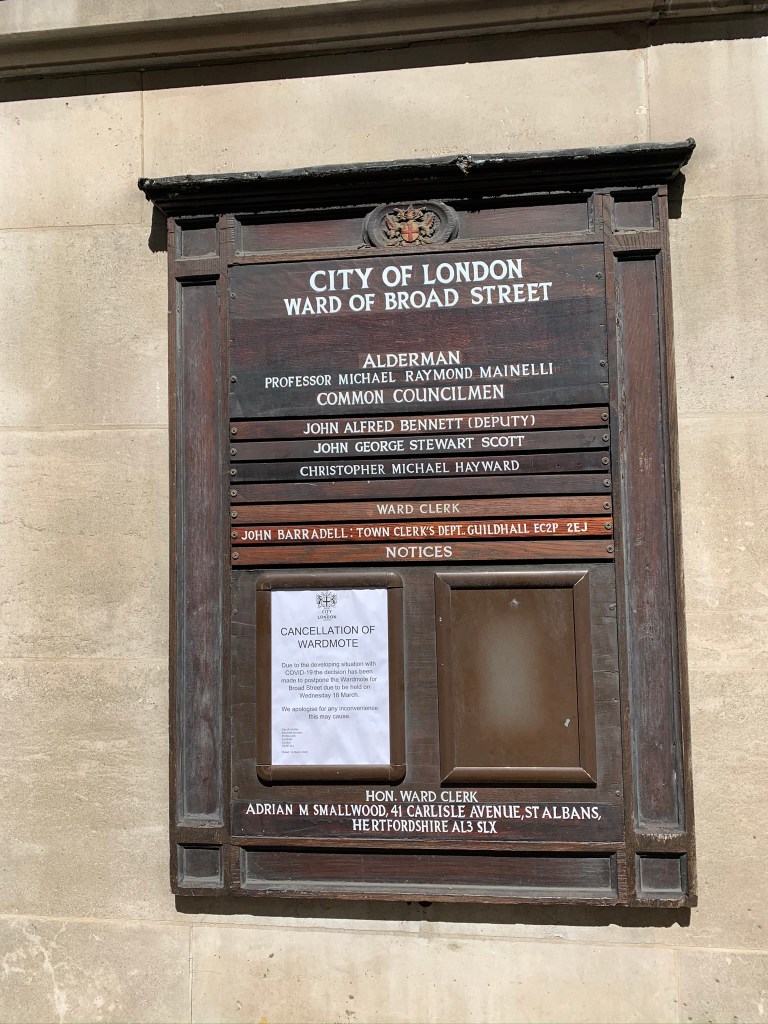 CITY OF LONDON
WARD OF BROAD STREET
ALDERMAN
PROFESSOR MICHAEL RAYMOND MAINELLI
COMMON COUNCILMEN
JOHN ALFRED BENNETT (DEPUTY)
JOHN GEORGE STEWART SCOTT
CHRISTOPHER MICHAEL HAYWARD
WARD CLERK
JOHN BARRADELL: TOWN CLERK'S DEPT.. GUILDHALL EC2P 2EJ
NOTICES
CITY
LONDON
CANCELLATION OF
WARDMOTE
Due to the developing situation with
COVID-19 the decision has been
made to postpone the Wardmote for
Broad Street due to be held on
Wednesday 18 March.
We apologise for any inconvenience
this may cause.
HON. WARD CLERK
ADRIAN M SMALLWOOD, 41 CARLISLE AVENUE, ST ALBANS,
HERTFORDSHIRE AL3 5LX